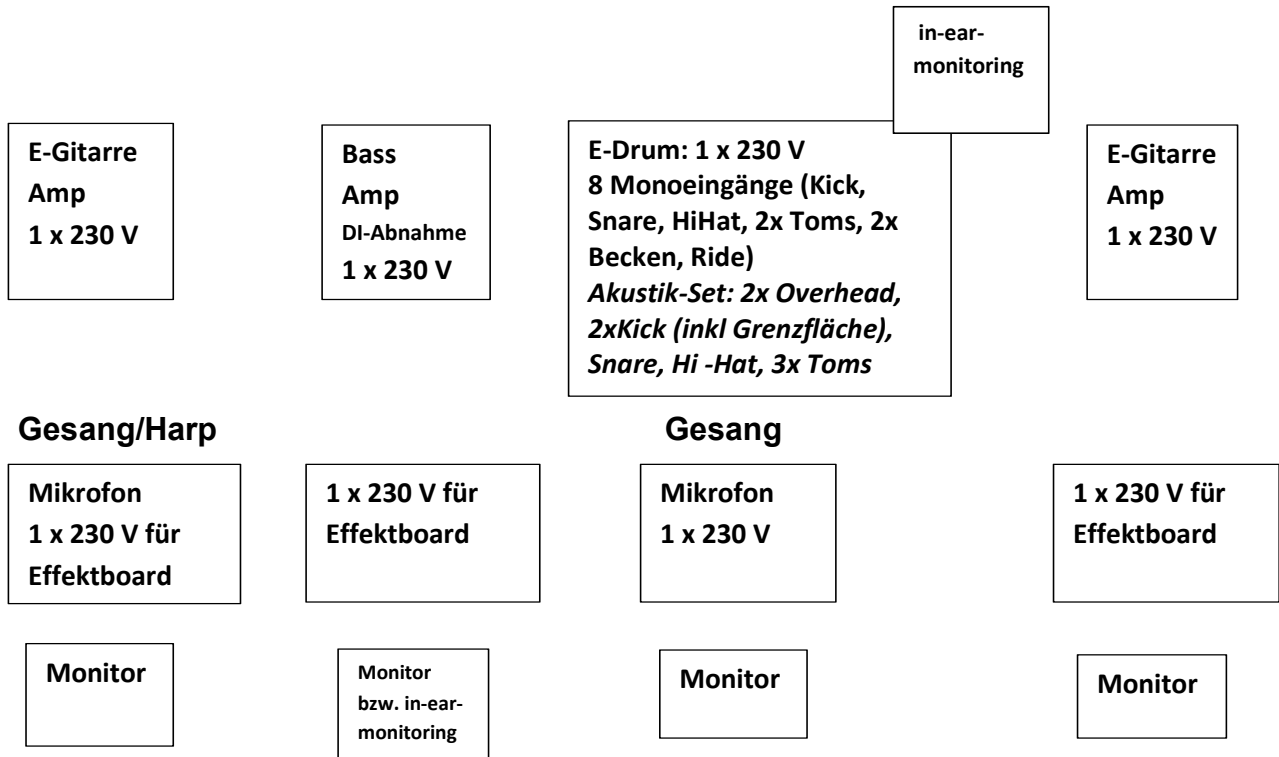 in-ear-
monitoring
E-Gitarre
Amp
1 x 230 V
Bass
Amp
DI-Abnahme
1 x 230 V
E-Drum: 1 x 230 V
8 Monoeingänge (Kick,
Snare, HiHat, 2x Toms, 2x
Becken, Ride)
Akustik-Set: 2x Overhead,
2xKick (inkl Grenzfläche),
Snare, Hi -Hat, 3x Toms
E-Gitarre
Amp
1 x 230 V
Gesang/Harp
Gesang
Mikrofon
1 x 230 V für
Effektboard
1 x 230 V für
Effektboard
Mikrofon
1 x 230 V
1 x 230 V für
Effektboard
Monitor
Monitor
bzw. in-ear-
monitoring
Monitor
Monitor